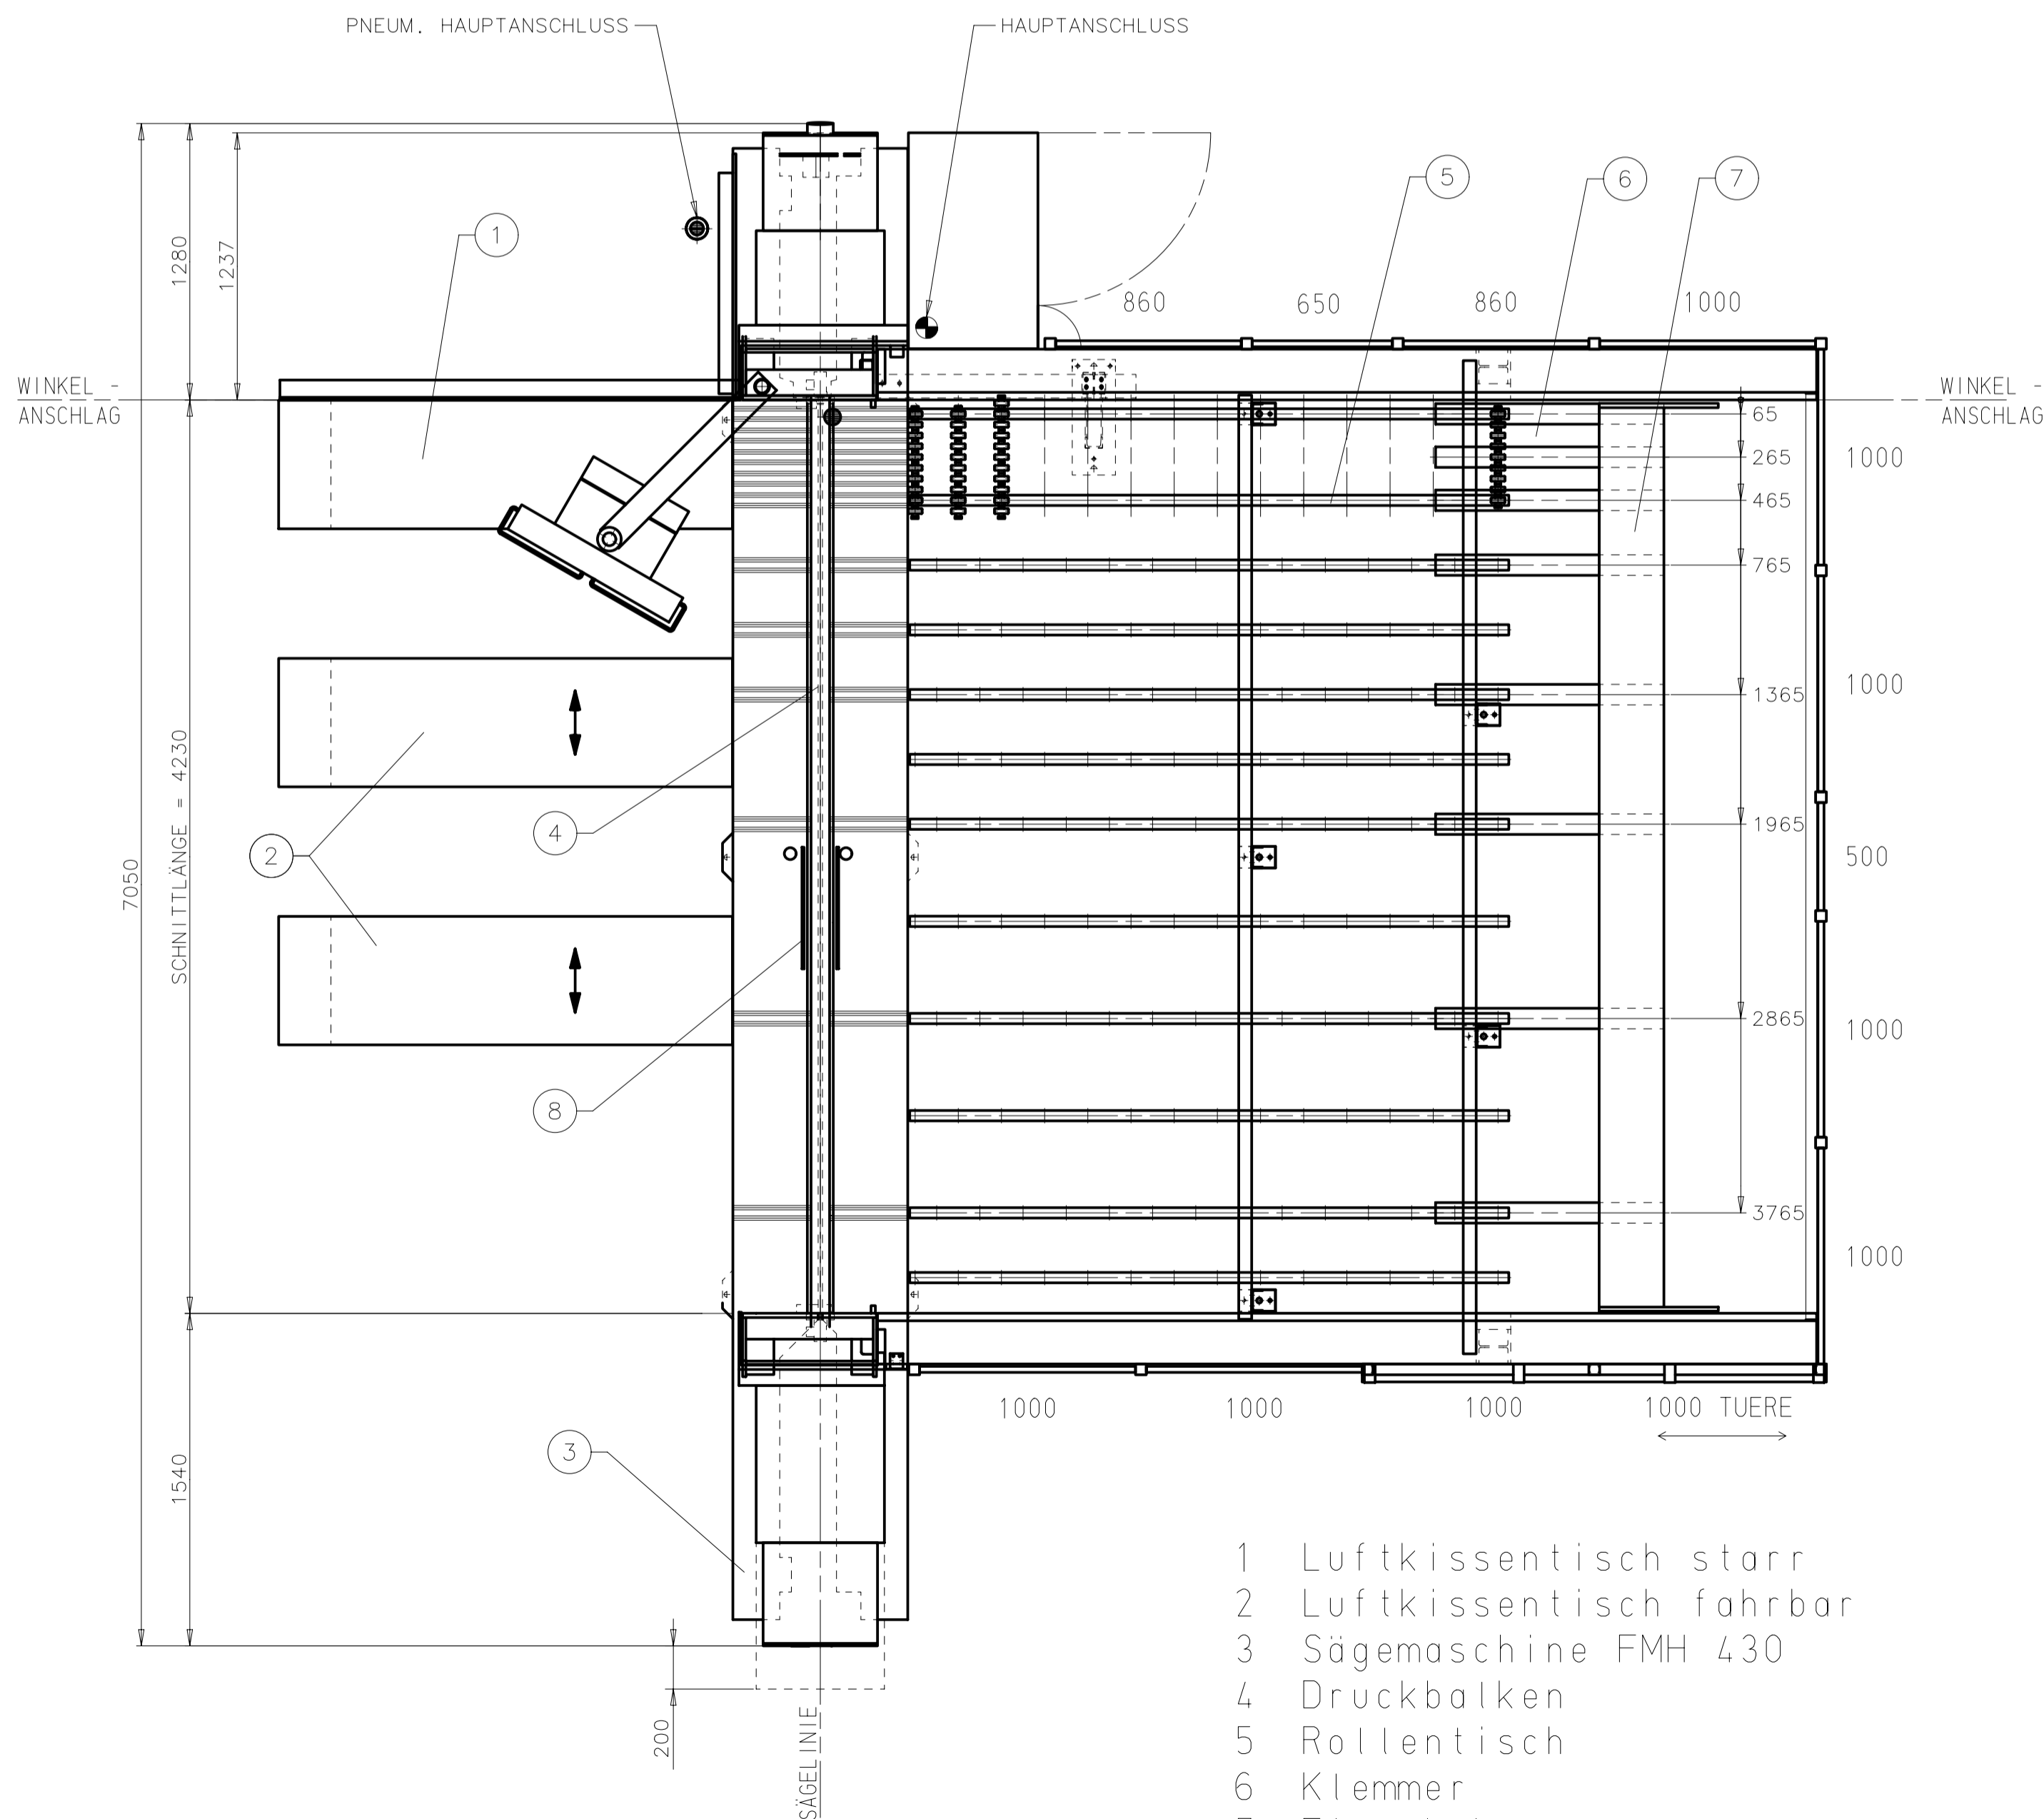 PNEUM. HAUPTANSCHLUSS
HAUPTANSCHLUSS
1
5
6
7
1280
1237
860
650
860
1000
WINKEL -
ANSCHLAG
WINKEL -
ANSCHLAG
65
265
465
765
1365
1965
2865
3765
1000
1000
500
1000
1000
7050
SCHNITTLÄNGE = 4230
2
4
8
3
1540
200
SÄGELINIE
1000
1000
1000
1000 TUERE
1 Luftkissentisch starr
2 Luftkissentisch fahrbar
3 Sägemaschine FMH 430
4 Druckbalken
5 Rollentisch
6 Klemmer